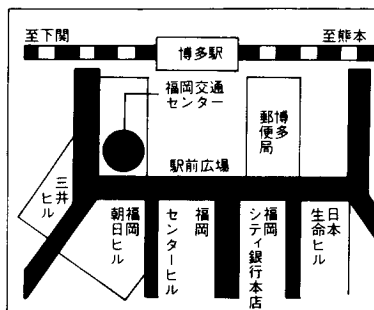 至下関
博多駅
至熊本
福岡交通
センター
博多
郵便局
駅前広場
三井
ビル
福岡
朝日ビル
福岡
センタービル
福岡
シティ銀行本店
日本
生命ビル